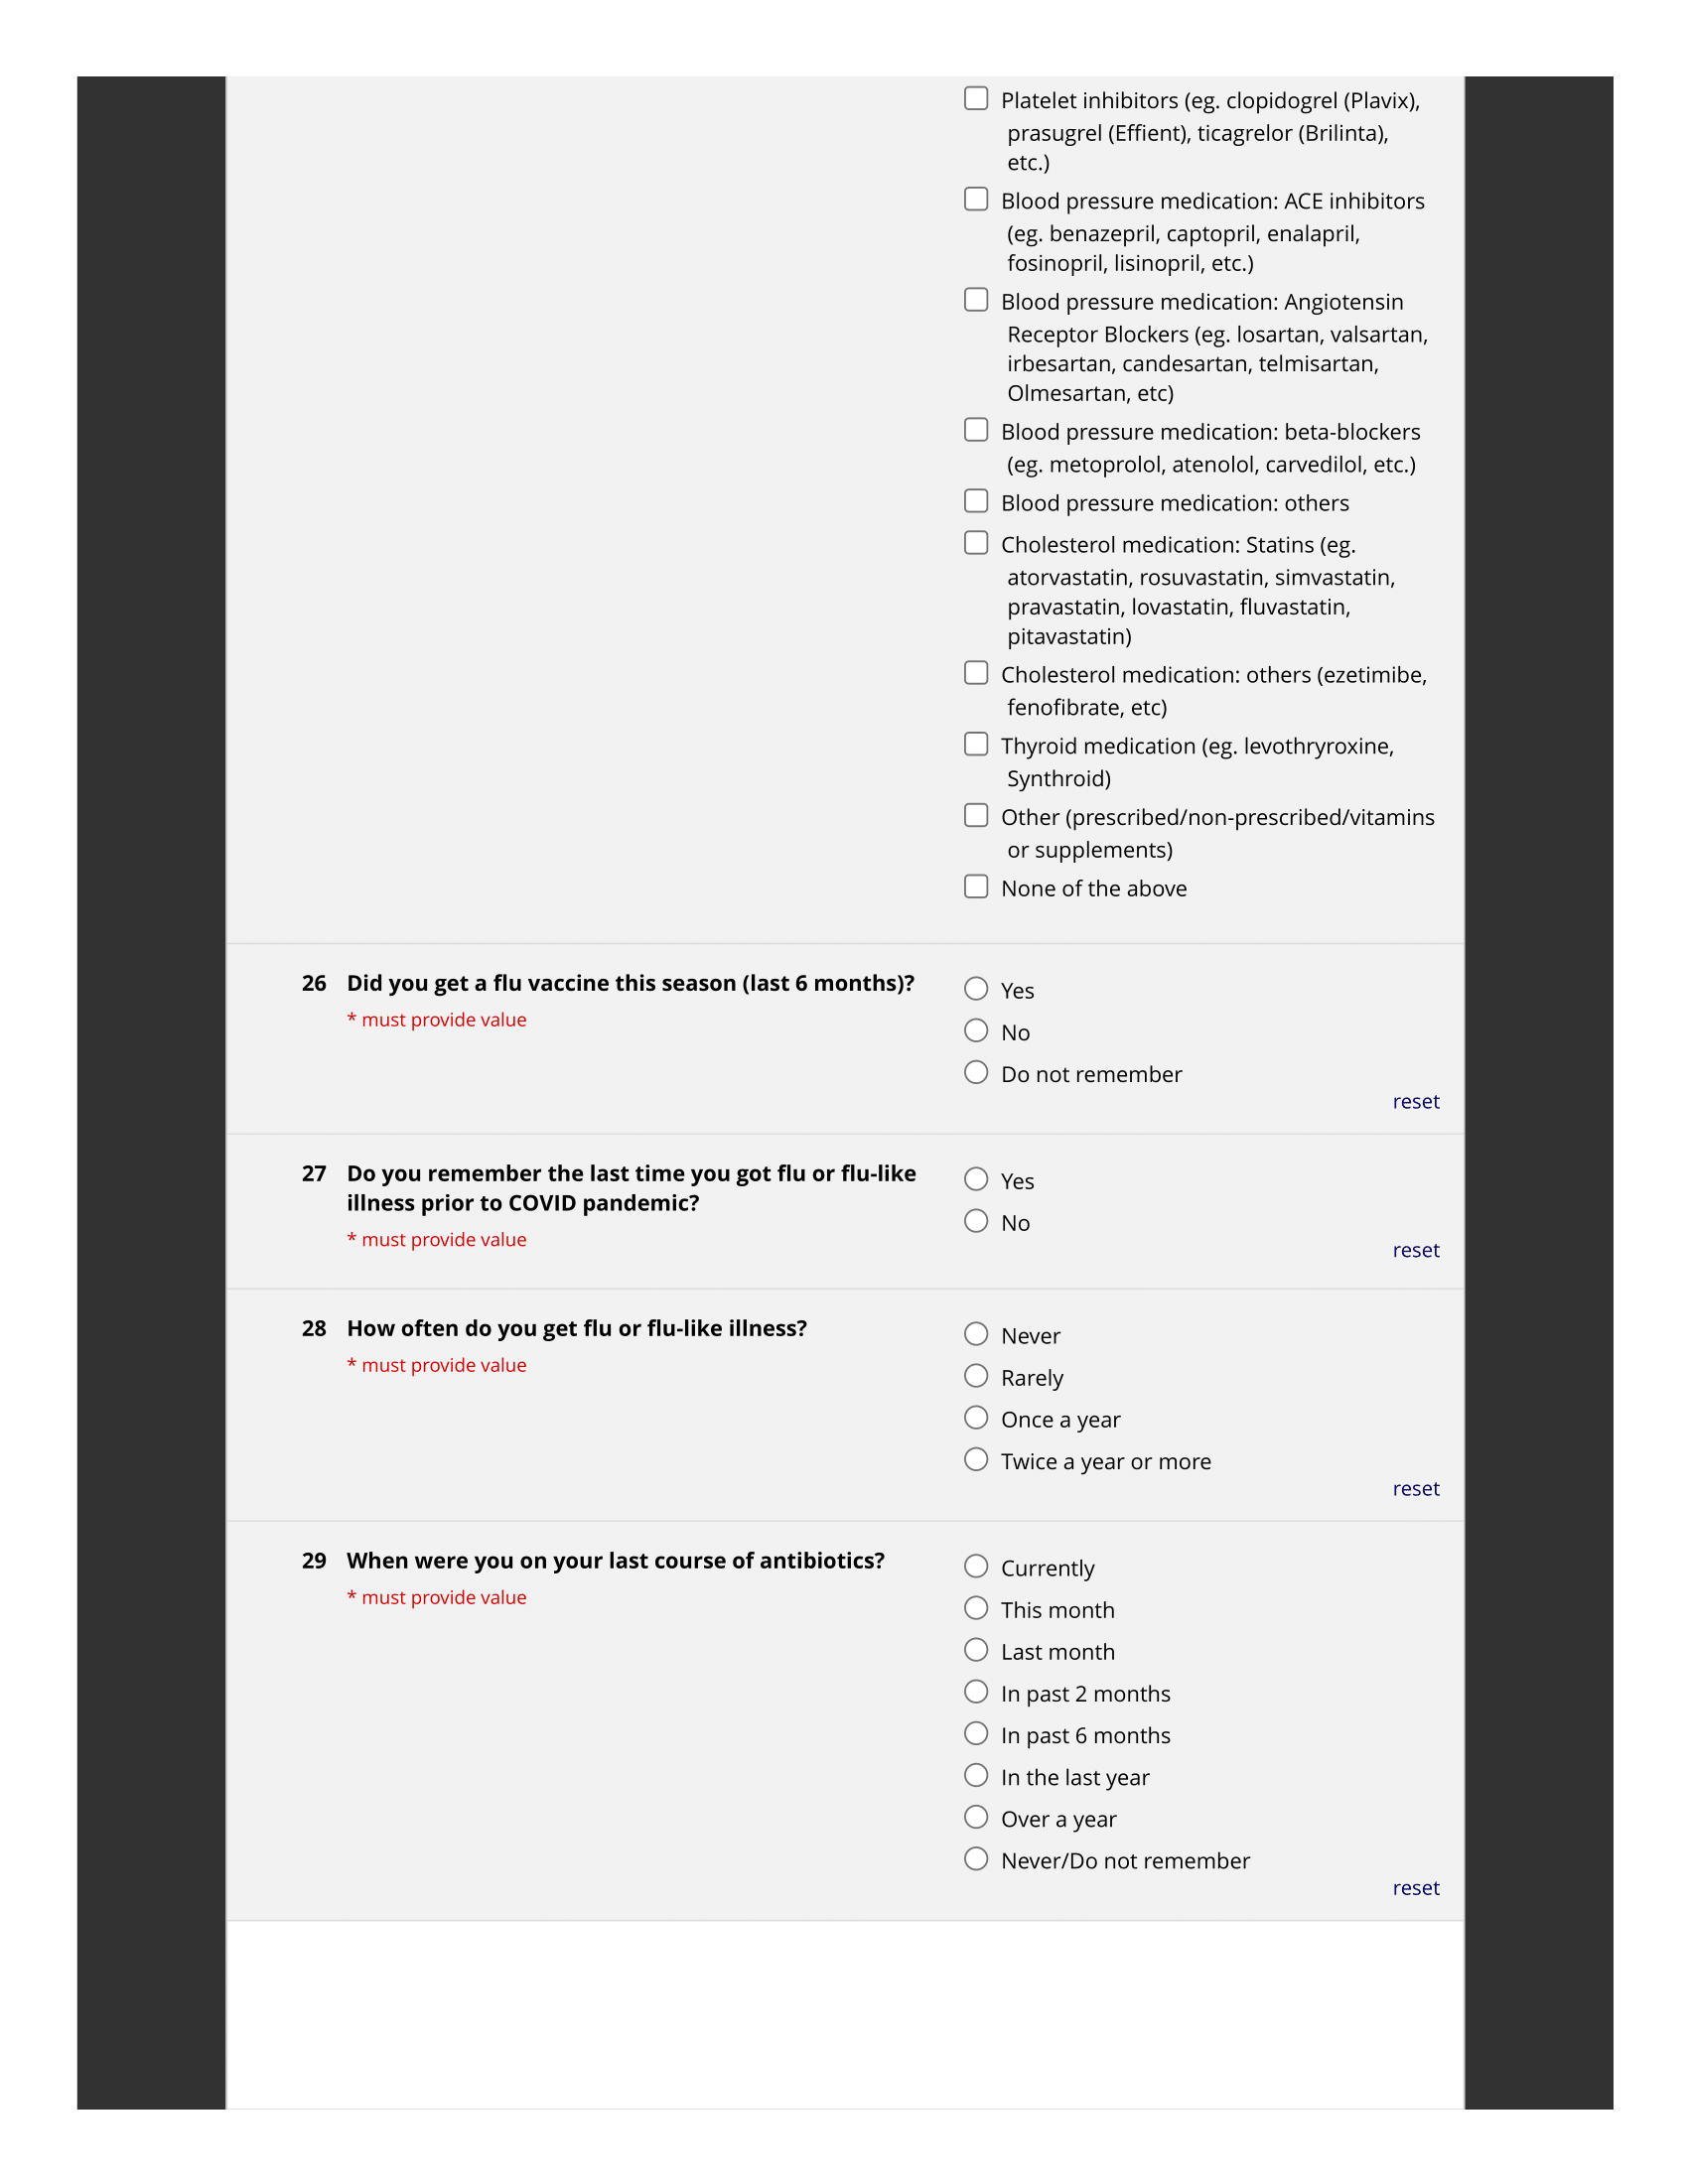 Platelet inhibitors (eg. clopidogrel (Plavix),
prasugrel (Effient), ticagrelor (Brilinta),
etc.)
Blood pressure medication: ACE inhibitors
(eg. benazepril, captopril, enalapril,
fosinopril, lisinopril, etc.)
Blood pressure medication: Angiotensin
Receptor Blockers (eg. losartan, valsartan,
irbesartan, candesartan, telmisartan,
Olmesartan, etc)
Blood pressure medication: beta-blockers
(eg. metoprolol, atenolol, carvedilol, etc.)
Blood pressure medication: others
Cholesterol medication: Statins (eg.
atorvastatin, rosuvastatin, simvastatin,
pravastatin, lovastatin, fluvastatin,
pitavastatin)
Cholesterol medication: others (ezetimibe,
fenofibrate, etc)
Thyroid medication (eg. levothryroxine,
Synthroid)
Other (prescribed/non-prescribed/vitamins
or supplements)
None of the above
26 Did you get a flu vaccine this season (last 6 months)?
* must provide value
Yes
No
Do not remember
reset
27 Do you remember the last time you got flu or flu-like
illness prior to COVID pandemic?
* must provide value
Yes
No
reset
28 How often do you get flu or flu-like illness?
* must provide value
Never
Rarely
Once a year
Twice a year or more
reset
29 When were you on your last course of antibiotics?
* must provide value
Currently
This month
Last month
In past 2 months
In past 6 months
In the last year
Over a year
Never/Do not remember
reset